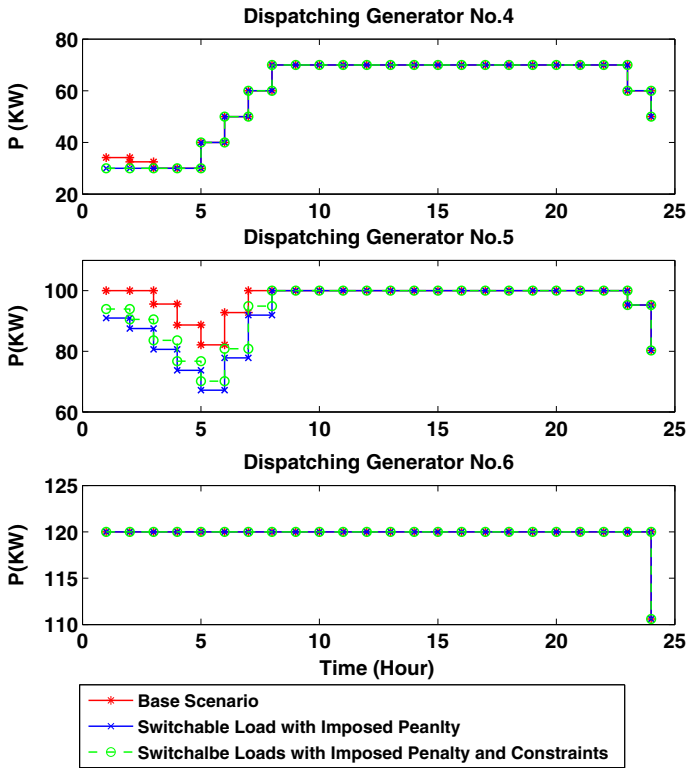 Dispatching Generator No.4
P (KW)
80
60
40
20
0 5 10 15 20 25
Dispatching Generator No.5
P(KW)
100
80
60
0 5 10 15 20 25
Dispatching Generator No.6
P(KW)
125
120
115
110
0 5 10 15 20 25
Time (Hour)
Base Scenario
Switchable Load with Imposed Peanlty
Switchalbe Loads with Imposed Penalty and Constraints